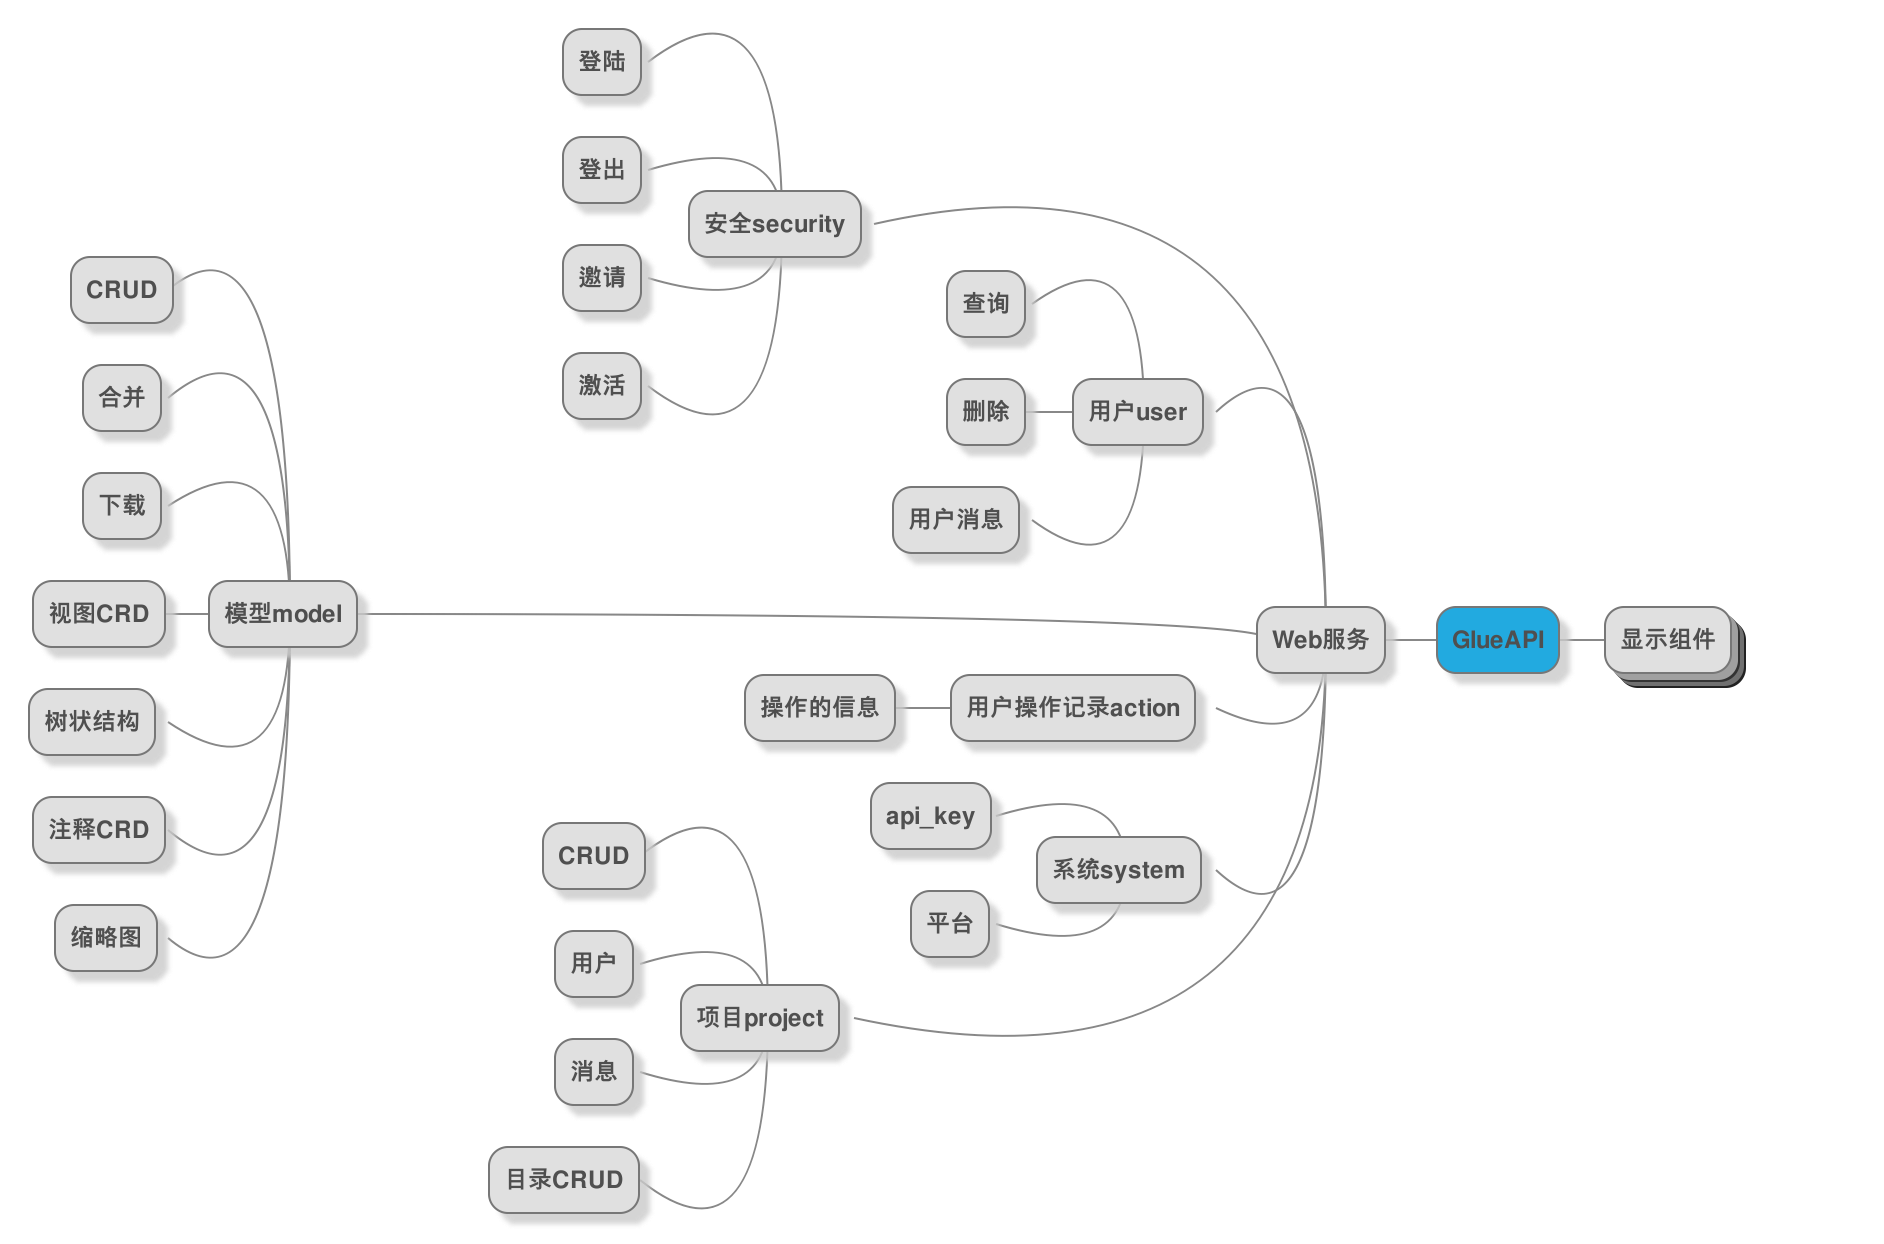 登陆
登出
安全security
邀请
激活
查询
删除
用户user
用户消息
CRUD
合并
下载
视图CRD
模型model
树状结构
注释CRD
缩略图
Web服务
GlueAPI
显示组件
操作的信息
用户操作记录action
api_key
系统system
平台
CRUD
用户
项目project
消息
目录CRUD